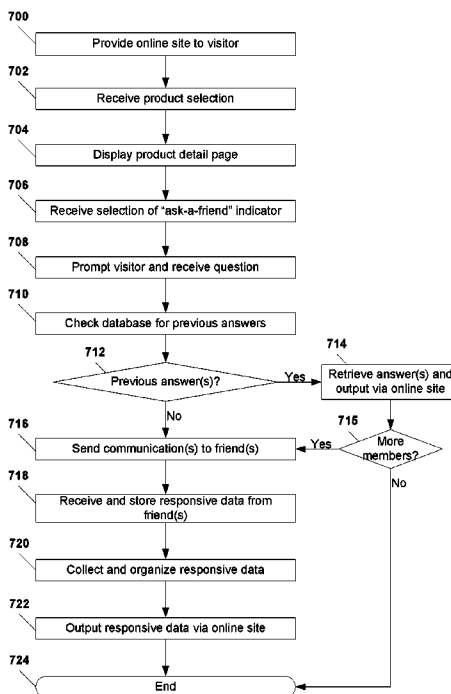 700
Provide online site to visitor
702
Receive product selection
704
Display product detail page
706
Receive selection of "ask-a-friend" indicator
708
Prompt visitor and receive question
710
Check database for previous answers
712
Previous answer(s)?
Yes
714
Retrieve answer(s) and
output via online site
No
715
More
members?
Yes
No
716
Send communication(s) to friend(s)
718
Receive and store responsive data from
friend(s)
720
Collect and organize responsive data
722
Output responsive data via online site
724
End